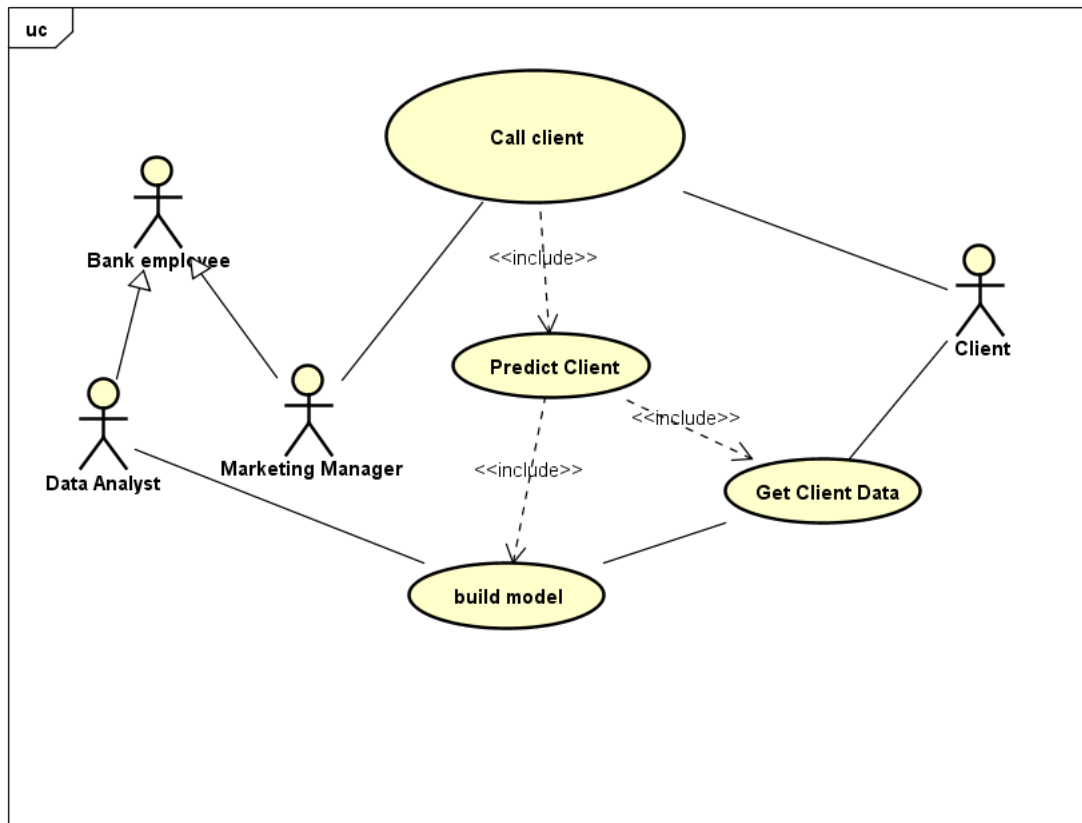 uc
Call client
Bank employee
<<include>>
Client
Predict Client
<<include>>
Marketing Manager
<<include>>
Data Analyst
Get Client Data
build model